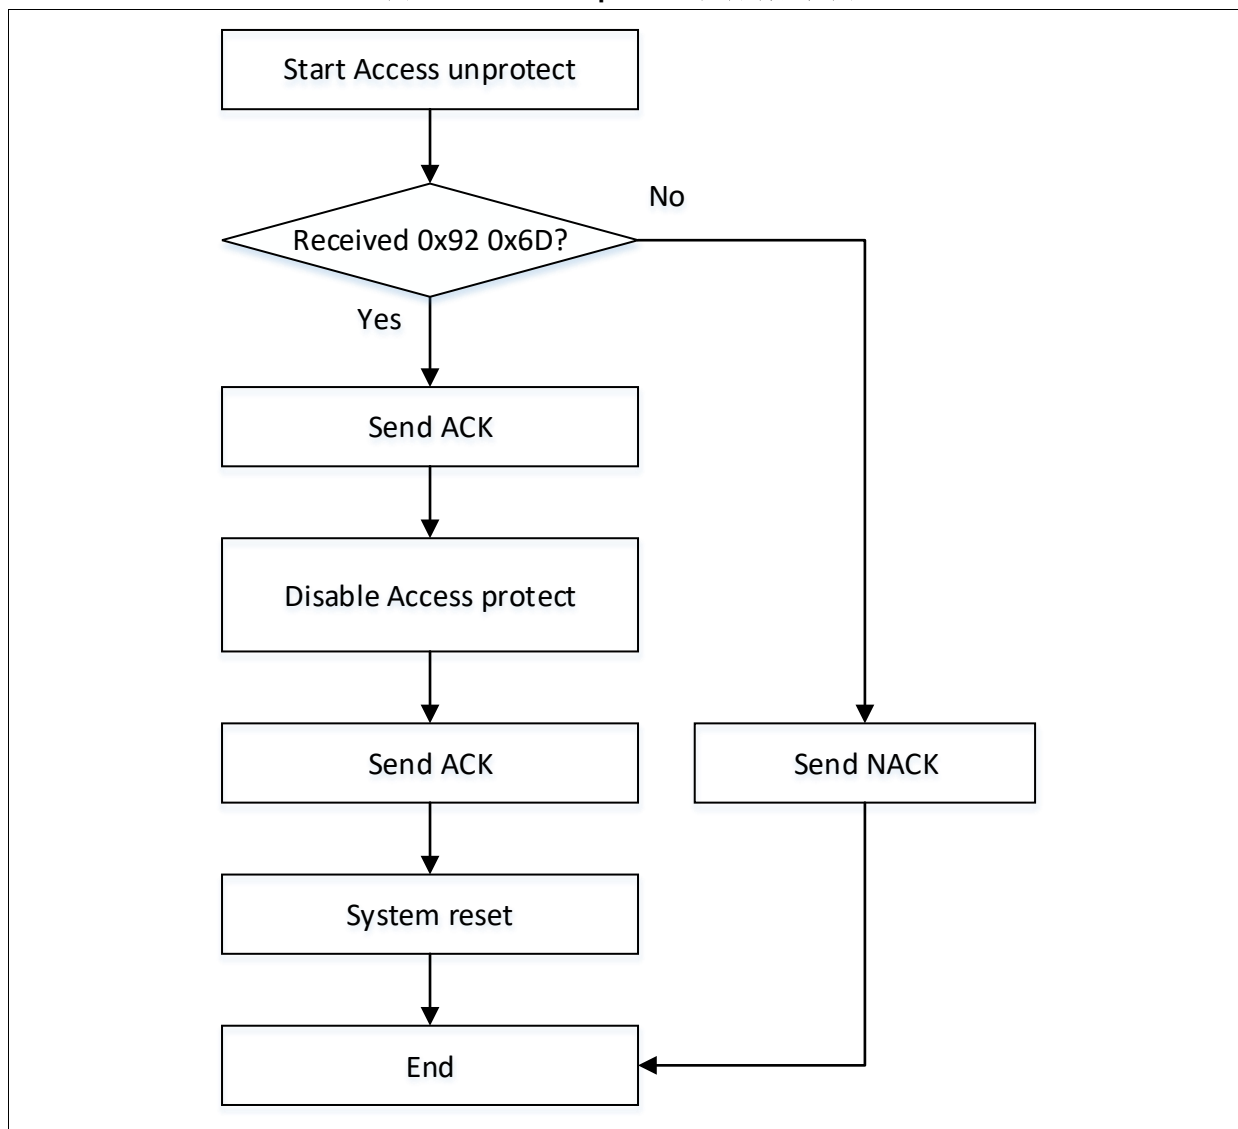 Start Access unprotect
No
Received 0x92 0x6D?
Yes
Send ACK
Disable Access protect
Send ACK
Send NACK
System reset
End